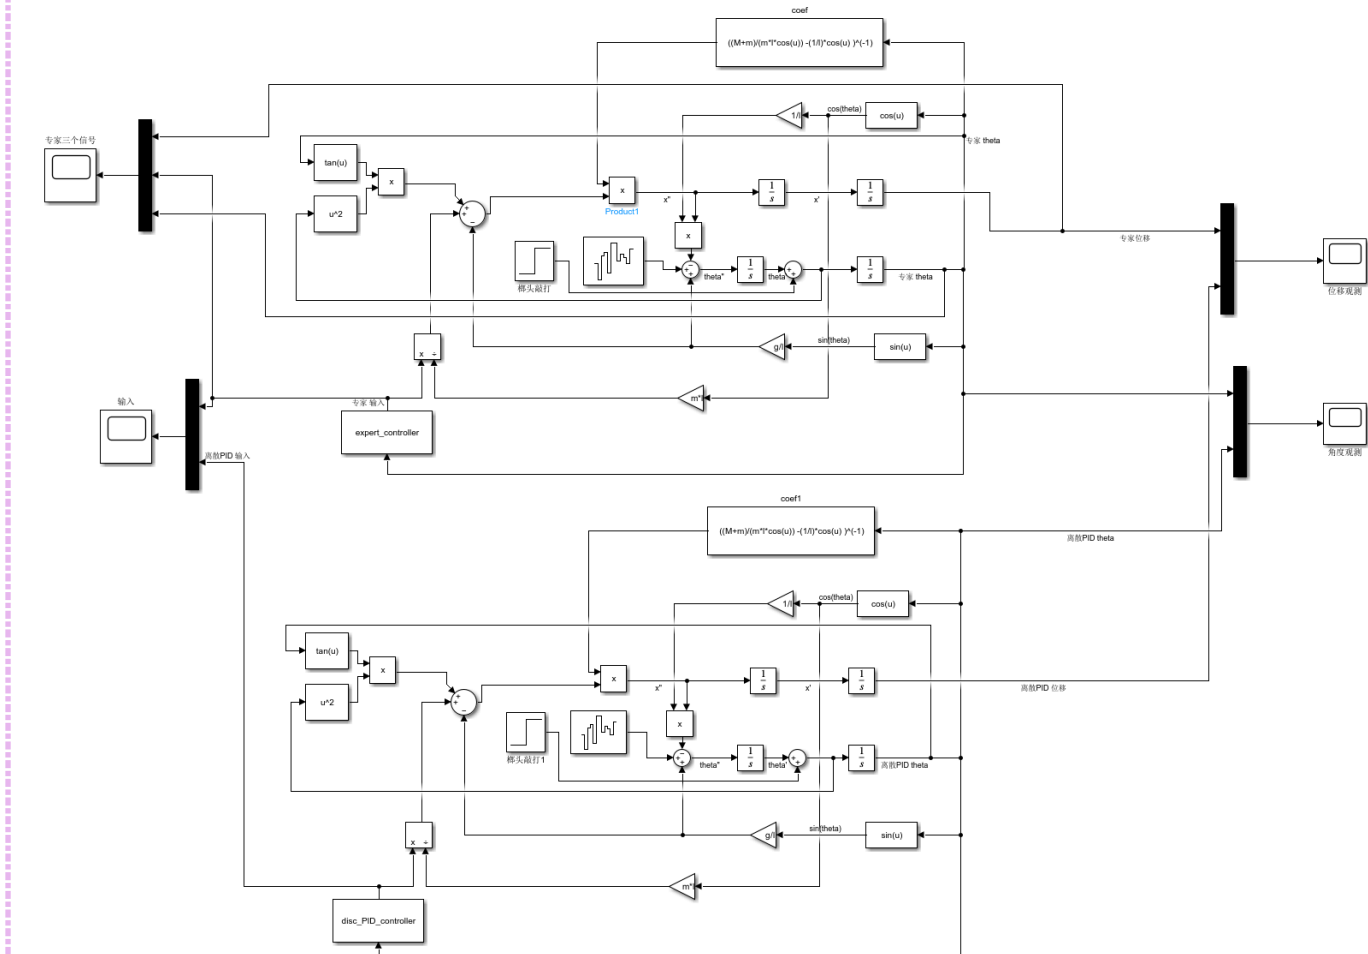 coef
((M+m)/(m*l*cos(u)) -(1/l)*cos(u) )^(-1)
1/l
cos(theta)
cos(u)
专家三个信号
专家 theta
tan(u)
x
u^2
+
+
−
x
Product1
x"
1
s
x'
1
s
x
专家位移
榔头敲打
−
+
+
theta"
1
s
theta'
+
+
1
s
专家 theta
位移观测
x ÷
g/l
sin(theta)
sin(u)
输入
专家 输入
m*l
expert_controller
离散PID 输入
角度观测
coef1
((M+m)/(m*l*cos(u)) -(1/l)*cos(u) )^(-1)
离散PID theta
1/l
cos(theta)
cos(u)
tan(u)
x
u^2
+
+
−
x
x"
1
s
x'
1
s
离散PID 位移
x
榔头敲打1
−
+
+
theta"
1
s
theta'
+
+
1
s
离散PID theta
x ÷
g/l
sin(theta)
sin(u)
m*l
disc_PID_controller